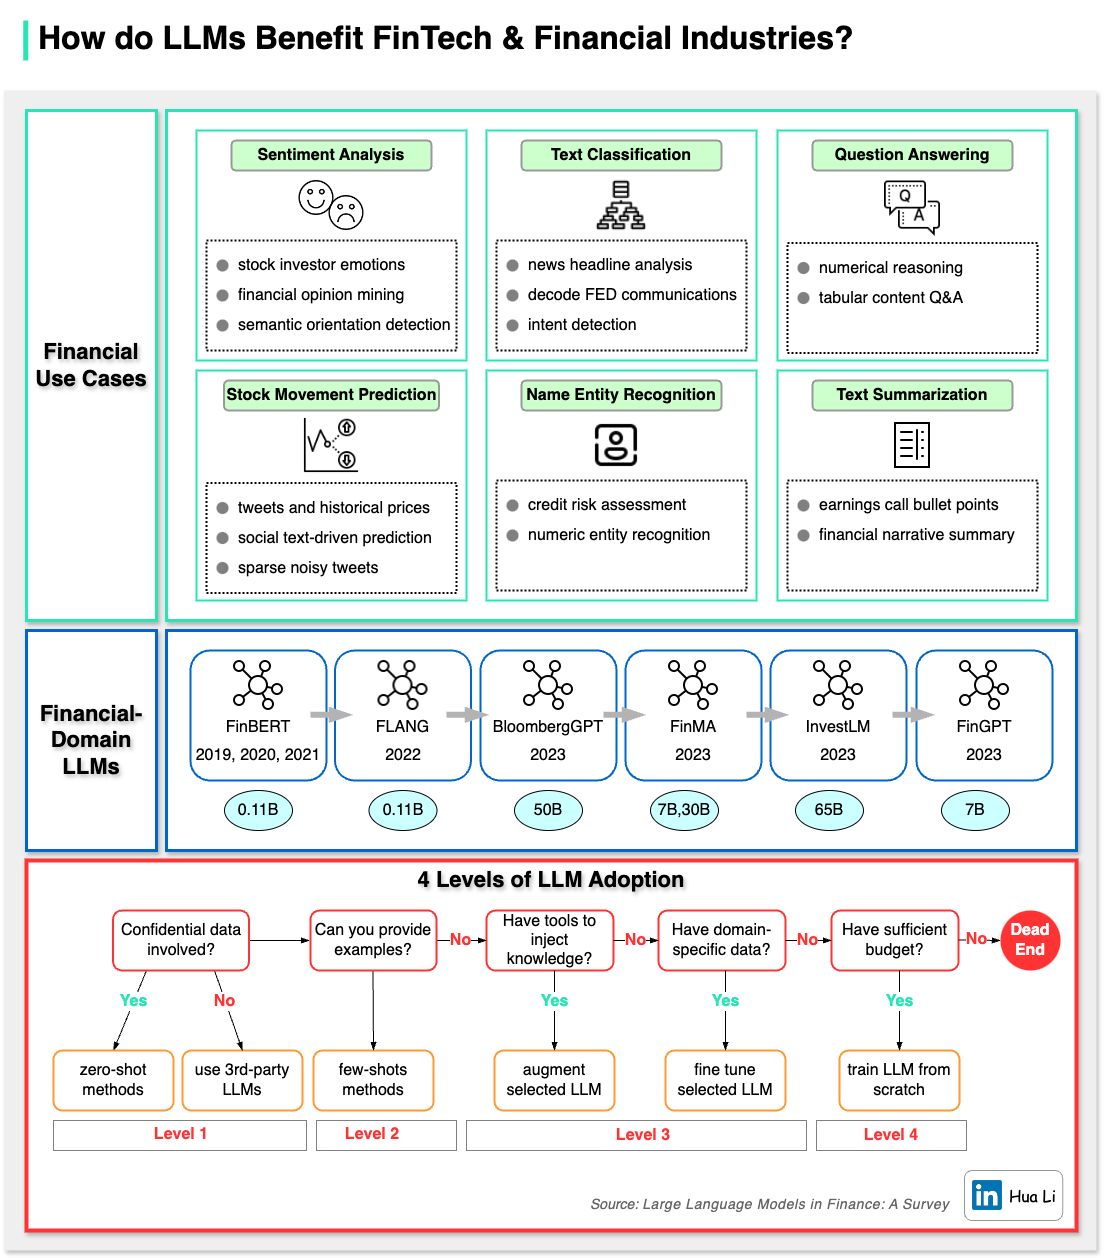 How do LLMs Benefit FinTech & Financial Industries?
Financial
Use Cases
Sentiment Analysis
stock investor emotions
financial opinion mining
semantic orientation detection
Text Classification
news headline analysis
decode FED communications
intent detection
Question Answering
Q
A
numerical reasoning
tabular content Q&A
Stock Movement Prediction
tweets and historical prices
social text-driven prediction
sparse noisy tweets
Name Entity Recognition
credit risk assessment
numeric entity recognition
Text Summarization
earnings call bullet points
financial narrative summary
Financial-
Domain
LLMs
FinBERT
2019, 2020, 2021
0.11B
FLANG
2022
0.11B
BloombergGPT
2023
50B
FinMA
2023
7B,30B
InvestLM
2023
65B
FinGPT
2023
7B
4 Levels of LLM Adoption
Confidential data
involved?
Can you provide
examples?
No
Have tools to
inject
knowledge?
No
Have domain-
specific data?
No
Have sufficient
budget?
No
Dead
End
Yes
No
Yes
Yes
Yes
zero-shot
methods
use 3rd-party
LLMs
few-shots
methods
augment
selected LLM
fine tune
selected LLM
train LLM from
scratch
Level 1
Level 2
Level 3
Level 4
Source: Large Language Models in Finance: A Survey
in
Hua Li